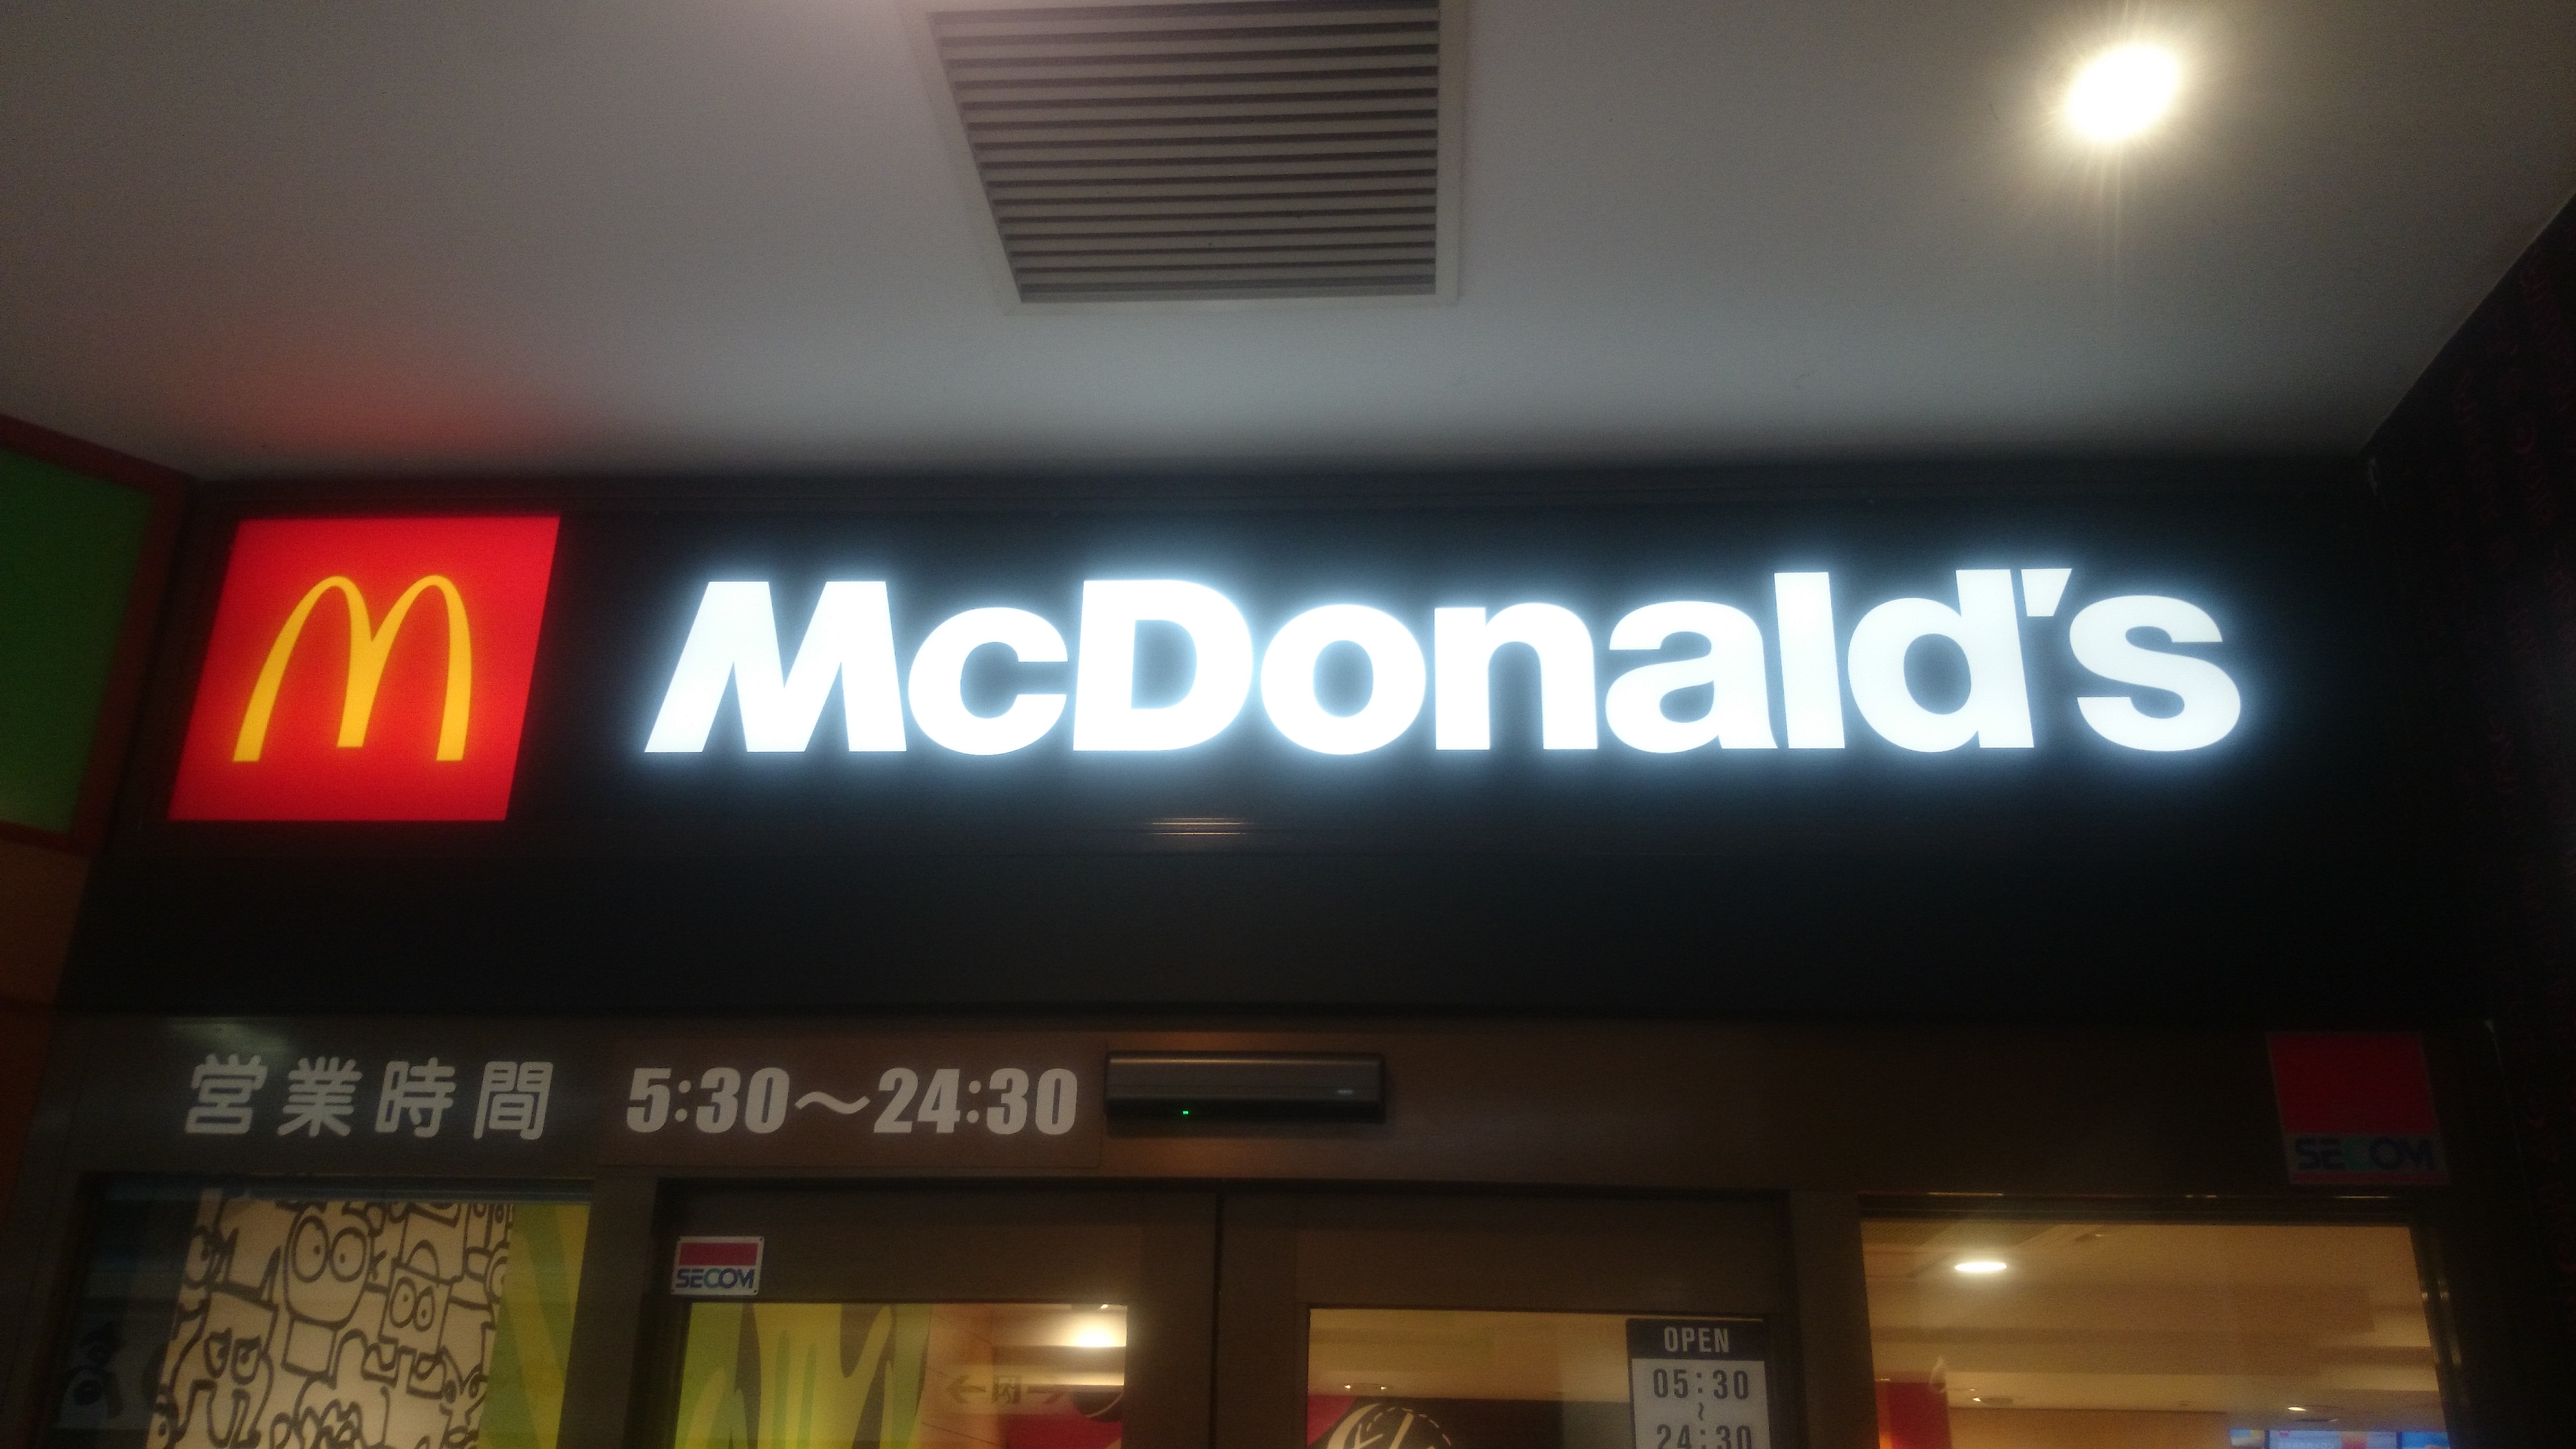 McDonald's
営業時間 5:30～24:30
SECOM
SECOM
OPEN
05:30
～
24:30